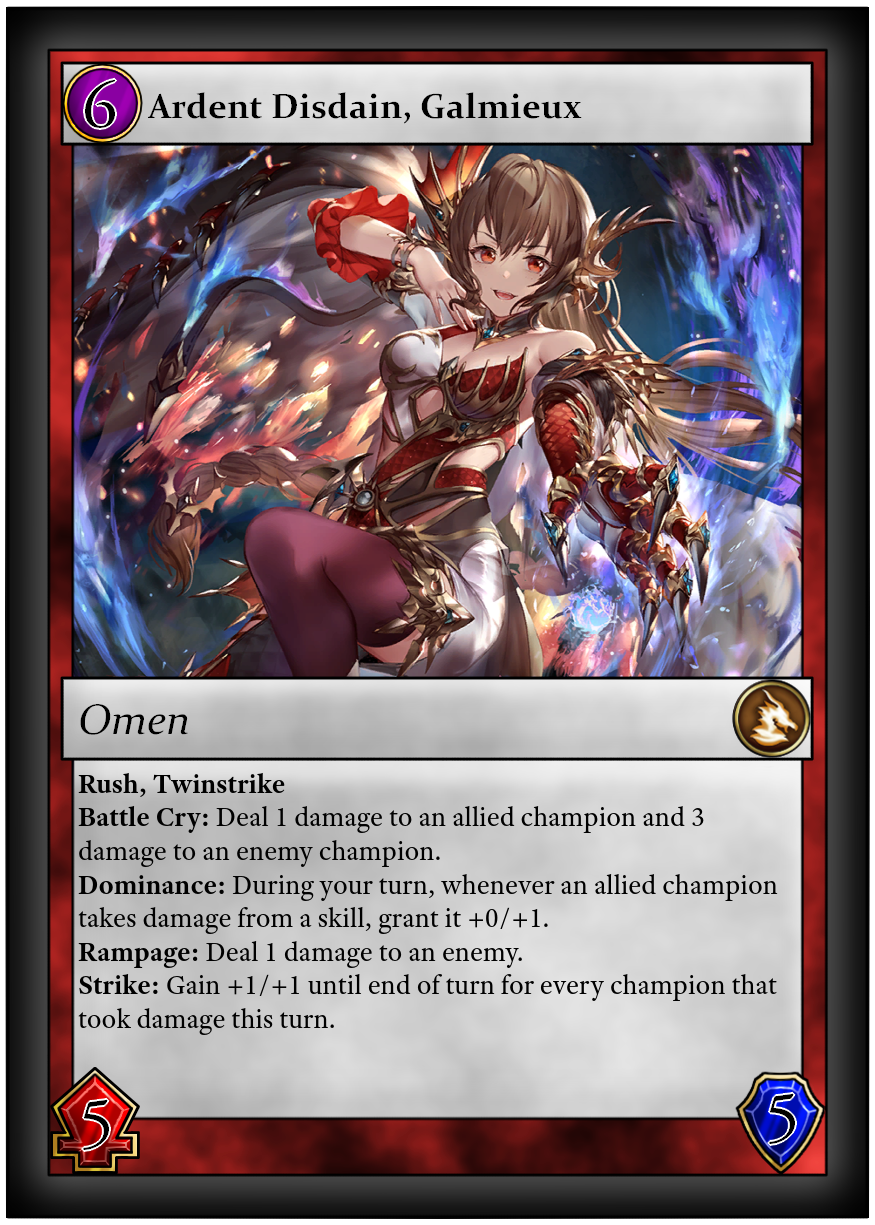 6 Ardent Disdain, Galmieux
Omen
Rush, Twinstrike
Battle Cry: Deal 1 damage to an allied champion and 3
damage to an enemy champion.
Dominance: During your turn, whenever an allied champion
takes damage from a skill, grant it +0/+1.
Rampage: Deal 1 damage to an enemy.
Strike: Gain +1/+1 until end of turn for every champion that
took damage this turn.
5 5